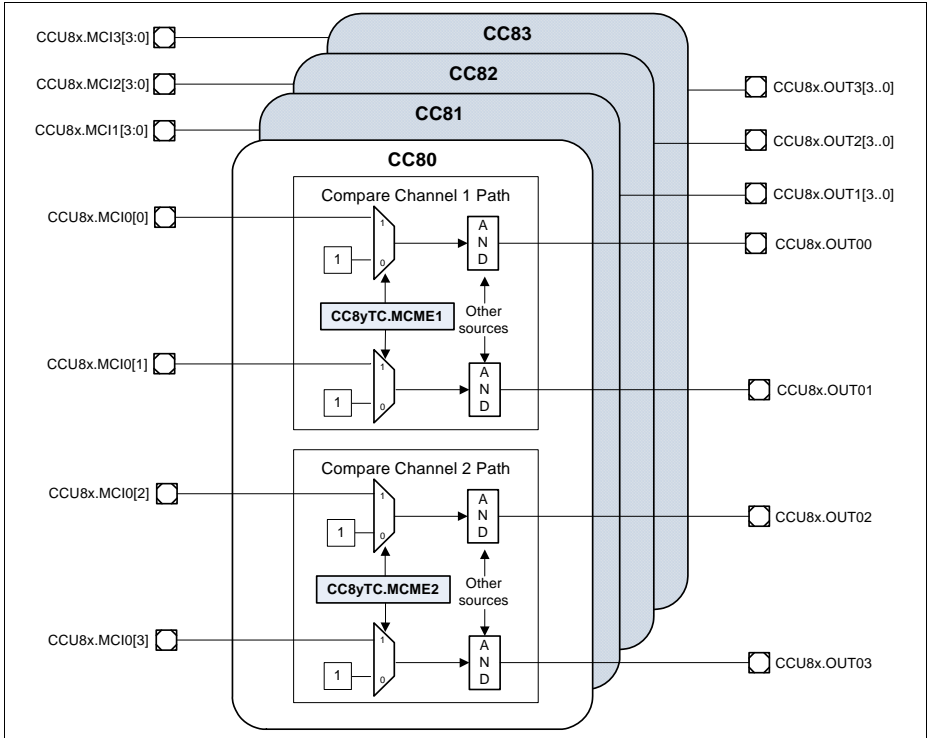 CCU8x.MCI3[3:0]
CC83
CCU8x.MCI2[3:0]
CC82
CCU8x.OUT3[3..0]
CCU8x.MCI1[3:0]
CC81
CCU8x.OUT2[3..0]
CC80
CCU8x.OUT1[3..0]
Compare Channel 1 Path
CCU8x.MCI0[0]
1
A
N
D
CCU8x.OUT00
1
0
CC8yTC.MCME1
Other
sources
CCU8x.MCI0[1]
1
A
N
D
CCU8x.OUT01
1
0
Compare Channel 2 Path
CCU8x.MCI0[2]
1
A
N
D
CCU8x.OUT02
1
0
CC8yTC.MCME2
Other
sources
CCU8x.MCI0[3]
1
A
N
D
CCU8x.OUT03
1
0